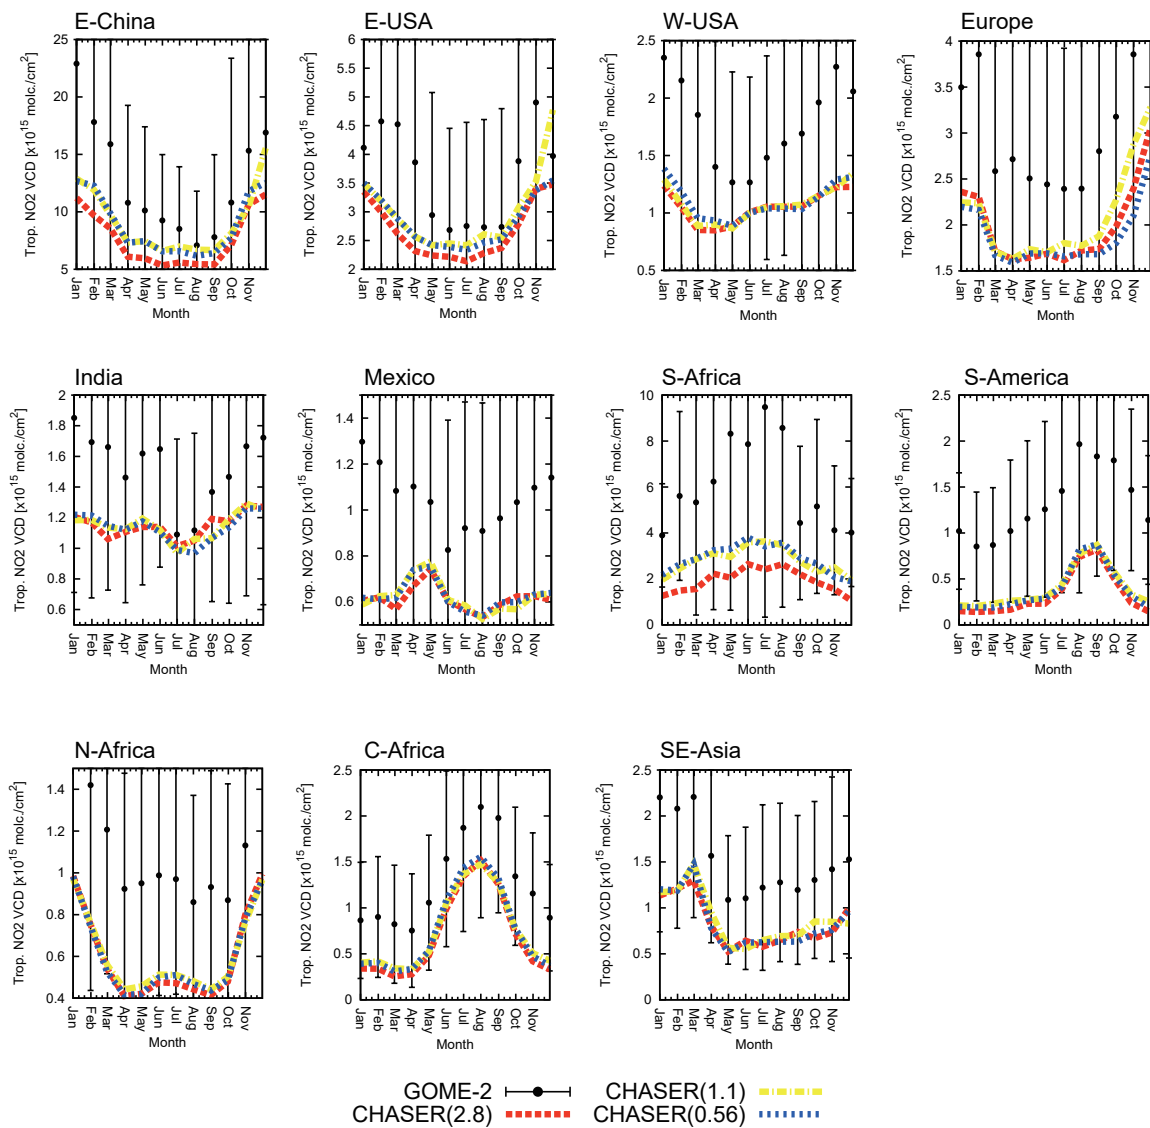 E-China
E-USA
W-USA
Europe
Trop. NO2 VCD [x10^15 molc./cm^2]
25
20
15
10
5
Jan Feb Mar Apr May Jun Jul Aug Sep Oct Nov
Month
Trop. NO2 VCD [x10^15 molc./cm^2]
6
5.5
5
4.5
4
3.5
3
2.5
2
Jan Feb Mar Apr May Jun Jul Aug Sep Oct Nov
Month
Trop. NO2 VCD [x10^15 molc./cm^2]
2.5
2
1.5
1
0.5
Jan Feb Mar Apr May Jun Jul Aug Sep Oct Nov
Month
Trop. NO2 VCD [x10^15 molc./cm^2]
4
3.5
3
2.5
2
1.5
Jan Feb Mar Apr May Jun Jul Aug Sep Oct Nov
Month
India
Mexico
S-Africa
S-America
Trop. NO2 VCD [x10^15 molc./cm^2]
2
1.8
1.6
1.4
1.2
1
0.8
0.6
Jan Feb Mar Apr May Jun Jul Aug Sep Oct Nov
Month
Trop. NO2 VCD [x10^15 molc./cm^2]
1.4
1.2
1
0.8
0.6
Jan Feb Mar Apr May Jun Jul Aug Sep Oct Nov
Month
Trop. NO2 VCD [x10^15 molc./cm^2]
10
8
6
4
2
0
Jan Feb Mar Apr May Jun Jul Aug Sep Oct Nov
Month
Trop. NO2 VCD [x10^15 molc./cm^2]
2.5
2
1.5
1
0.5
0
Jan Feb Mar Apr May Jun Jul Aug Sep Oct Nov
Month
N-Africa
C-Africa
SE-Asia
Trop. NO2 VCD [x10^15 molc./cm^2]
1.4
1.2
1
0.8
0.6
0.4
Jan Feb Mar Apr May Jun Jul Aug Sep Oct Nov
Month
Trop. NO2 VCD [x10^15 molc./cm^2]
2.5
2
1.5
1
0.5
0
Jan Feb Mar Apr May Jun Jul Aug Sep Oct Nov
Month
Trop. NO2 VCD [x10^15 molc./cm^2]
2.5
2
1.5
1
0.5
0
Jan Feb Mar Apr May Jun Jul Aug Sep Oct Nov
Month
GOME-2
CHASER(1.1)
CHASER(2.8)
CHASER(0.56)